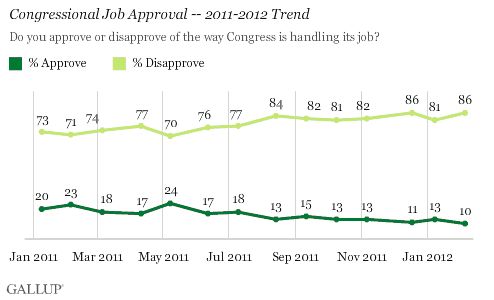 Congressional Job Approval -- 2011-2012 Trend
Do you approve or disapprove of the way Congress is handling its job?
% Approve % Disapprove
73 71 74 77 70 76 77 84 82 81 82 86 81 86
20 23 18 17 24 17 18 13 15 13 13 11 13 10
Jan 2011 Mar 2011 May 2011 Jul 2011 Sep 2011 Nov 2011 Jan 2012
GALLUP